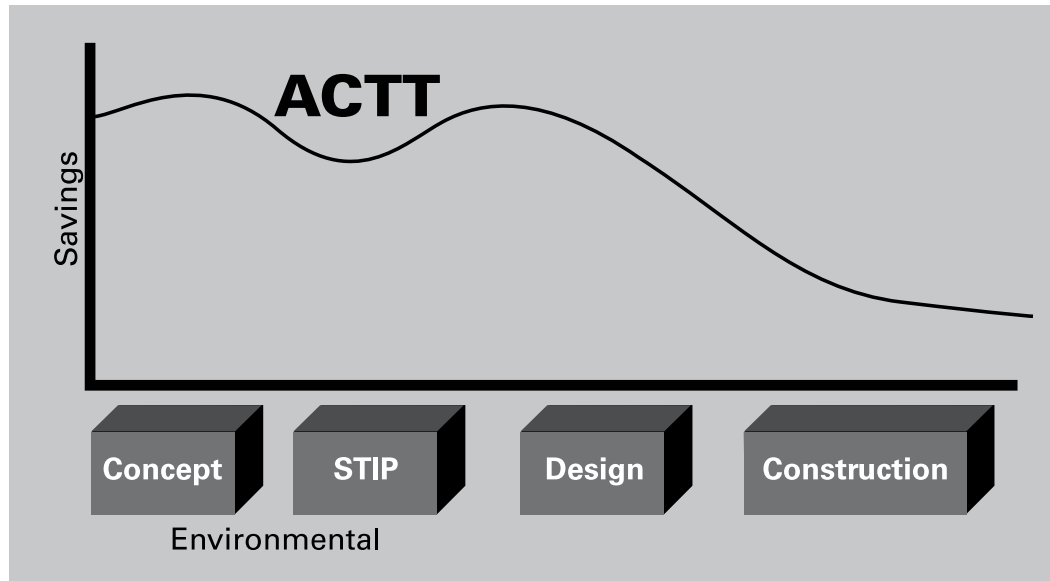 ACTT
Savings
Concept
STIP
Design
Construction
Environmental